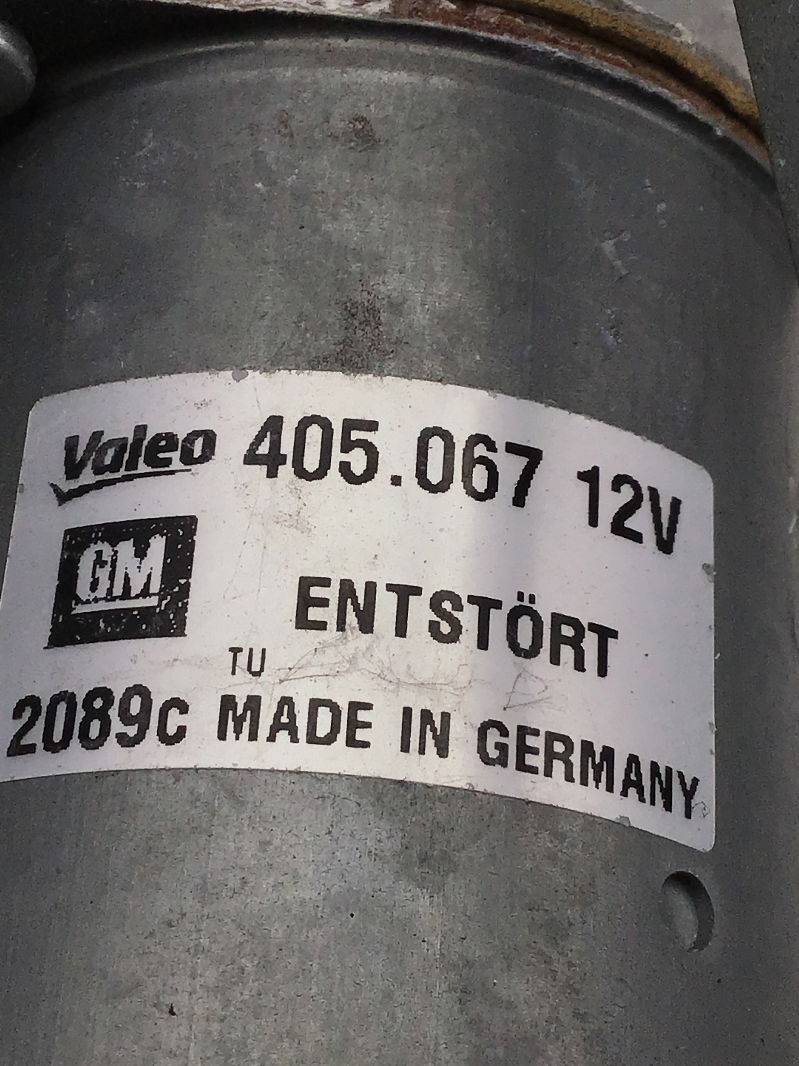 Valeo 405.067 12V
GM
ENTSTÖRT
TU
2089c MADE IN GERMANY